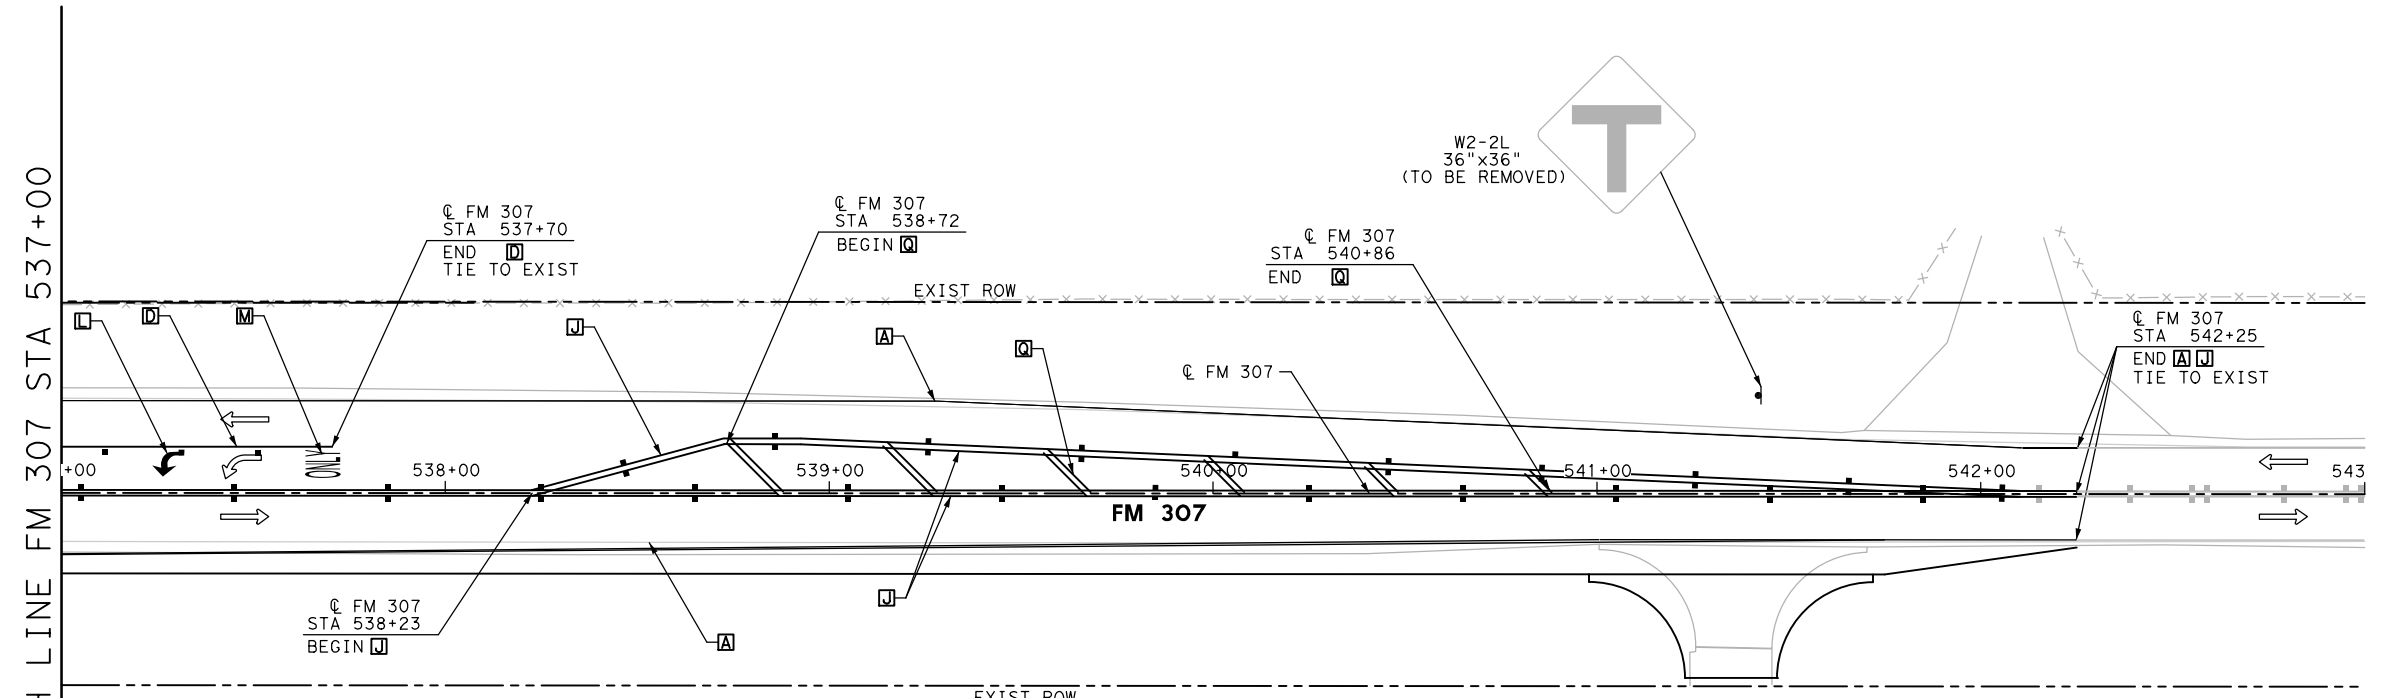 H LINE FM 307 STA 537+00
W2-2L
36"x36"
(TO BE REMOVED)
T
℄ FM 307
STA 537+70
END D
TIE TO EXIST
℄ FM 307
STA 538+72
BEGIN Q
℄ FM 307
STA 540+86
END Q
EXIST ROW
L
D
M
J
A
Q
℄ FM 307
℄ FM 307
STA 542+25
END A J
TIE TO EXIST
+00
538+00
539+00
540+00
541+00
542+00
543
FM 307
℄ FM 307
STA 538+23
BEGIN J
J
A
EXIST ROW